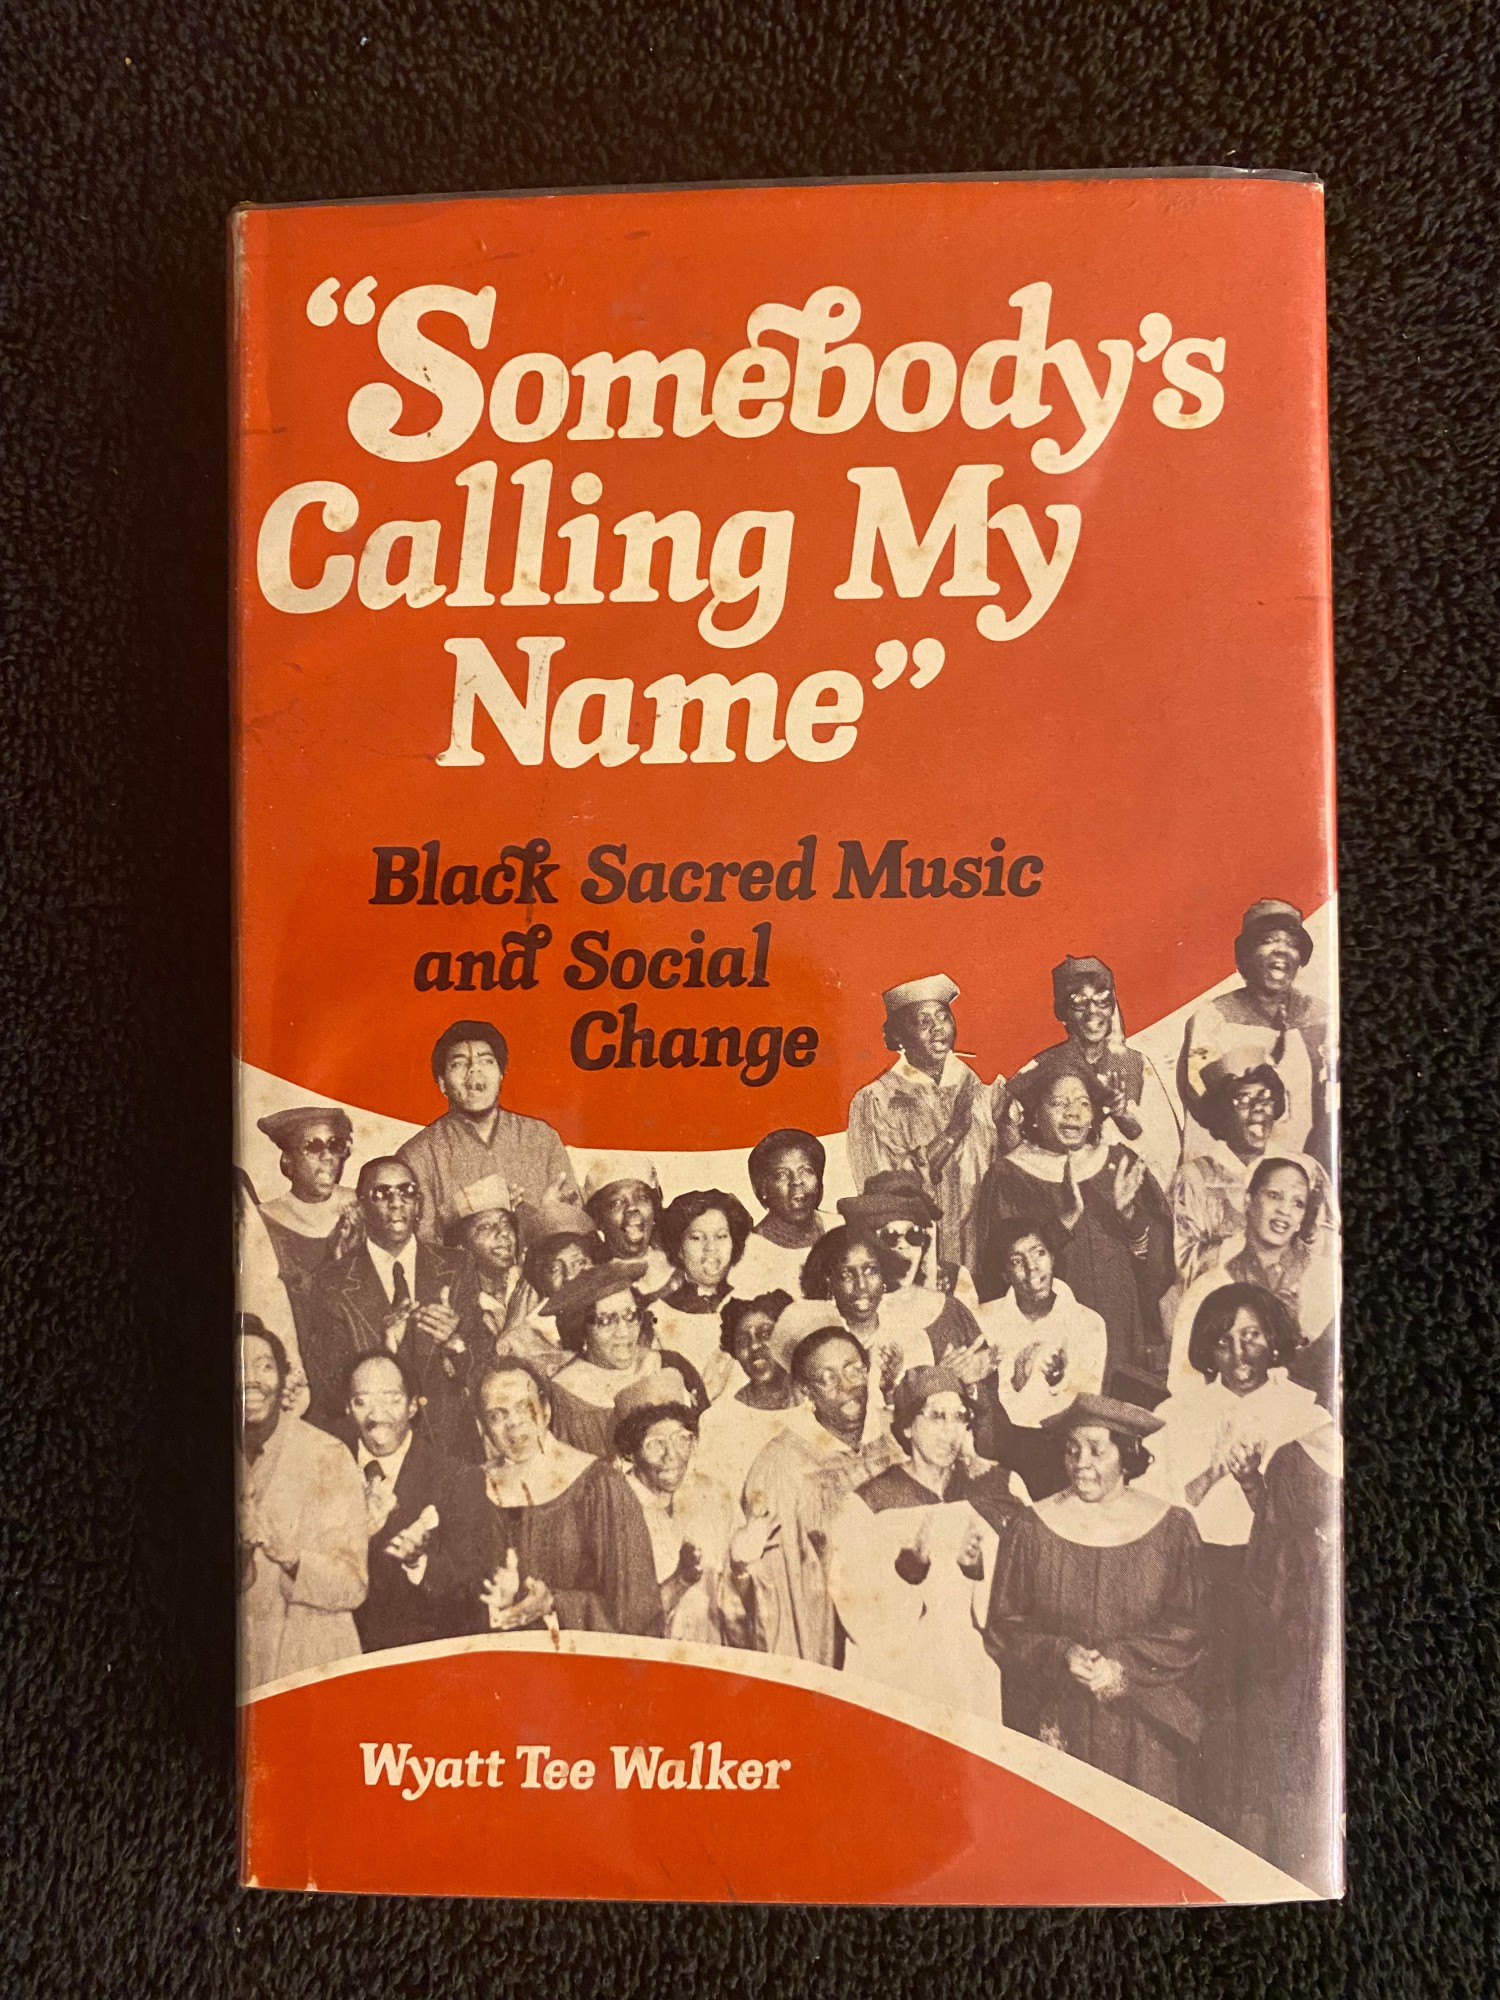 “Somebody’s
Calling My
Name”
Black Sacred Music
and Social
Change
Wyatt Tee Walker